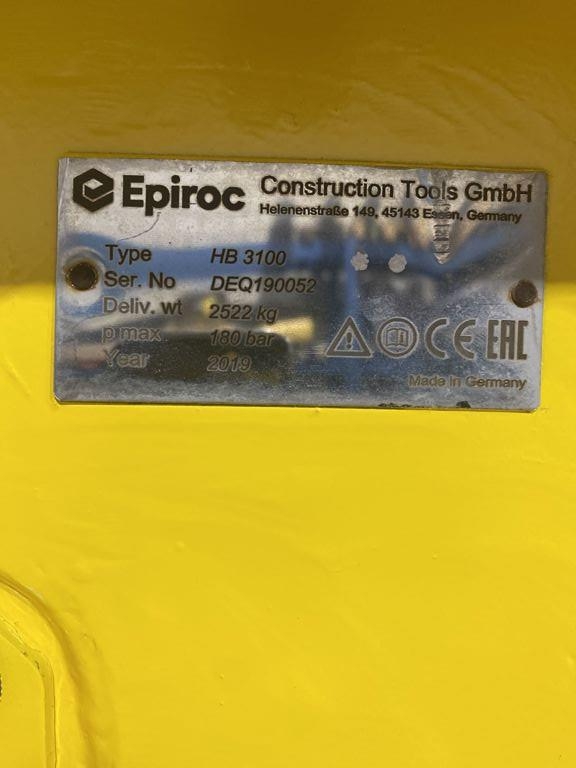 Epiroc Construction Tools GmbH
Helenenstraße 149, 45143 Essen, Germany
Type HB 3100
Ser. No DEQ190052
Deliv. wt 2522 kg
p max 180 bar
Year 2019
CE EAC
Made in Germany